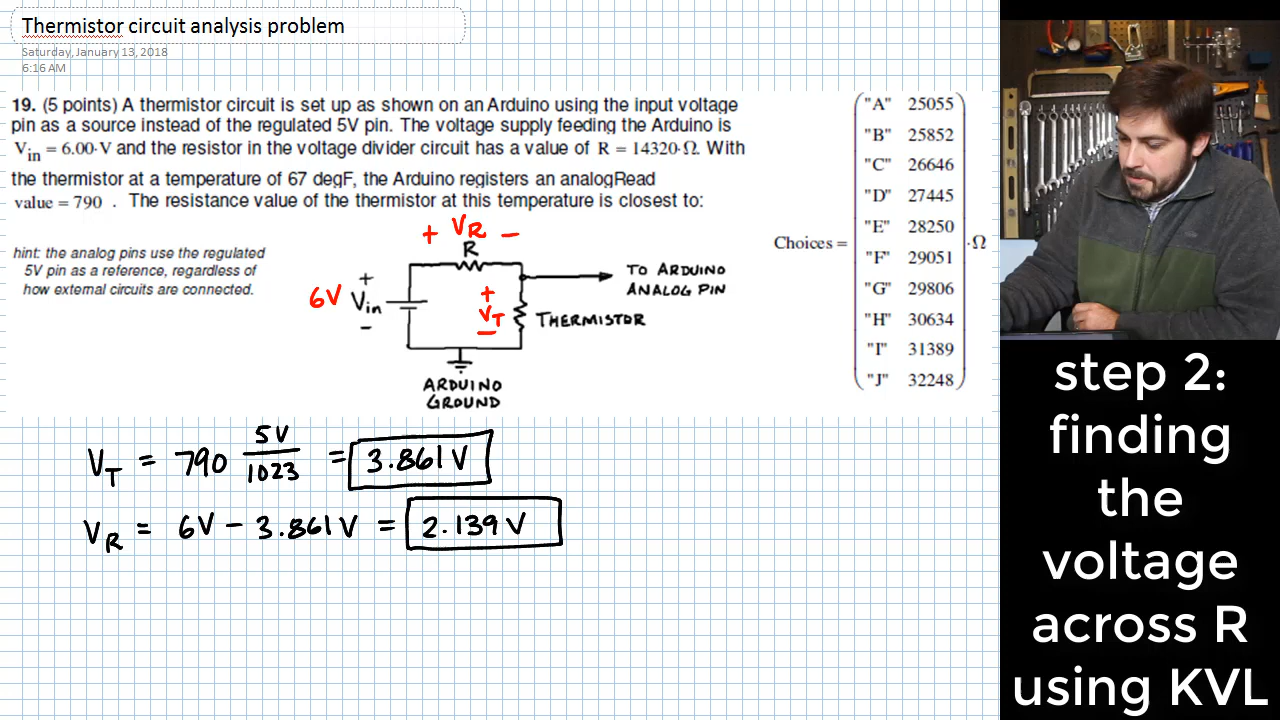 Thermistor circuit analysis problem
Saturday, January 13, 2018
6:16 AM
19. (5 points) A thermistor circuit is set up as shown on an Arduino using the input voltage
pin as a source instead of the regulated 5V pin. The voltage supply feeding the Arduino is
Vin = 6.00·V and the resistor in the voltage divider circuit has a value of R = 14320·Ω. With
the thermistor at a temperature of 67 degF, the Arduino registers an analogRead
value = 790 . The resistance value of the thermistor at this temperature is closest to:
hint: the analog pins use the regulated
5V pin as a reference, regardless of
how external circuits are connected.
+ VR −
R
6V
+
Vin
−
+
VT
−
THERMISTOR
TO ARDUINO
ANALOG PIN
ARDUINO
GROUND
Choices =
"A" 25055
"B" 25852
"C" 26646
"D" 27445
"E" 28250
"F" 29051
"G" 29806
"H" 30634
"I" 31389
"J" 32248
·Ω
VT = 790 5V/1023 = 3.861V
VR = 6V − 3.861V = 2.139 V
step 2:
finding
the
voltage
across R
using KVL